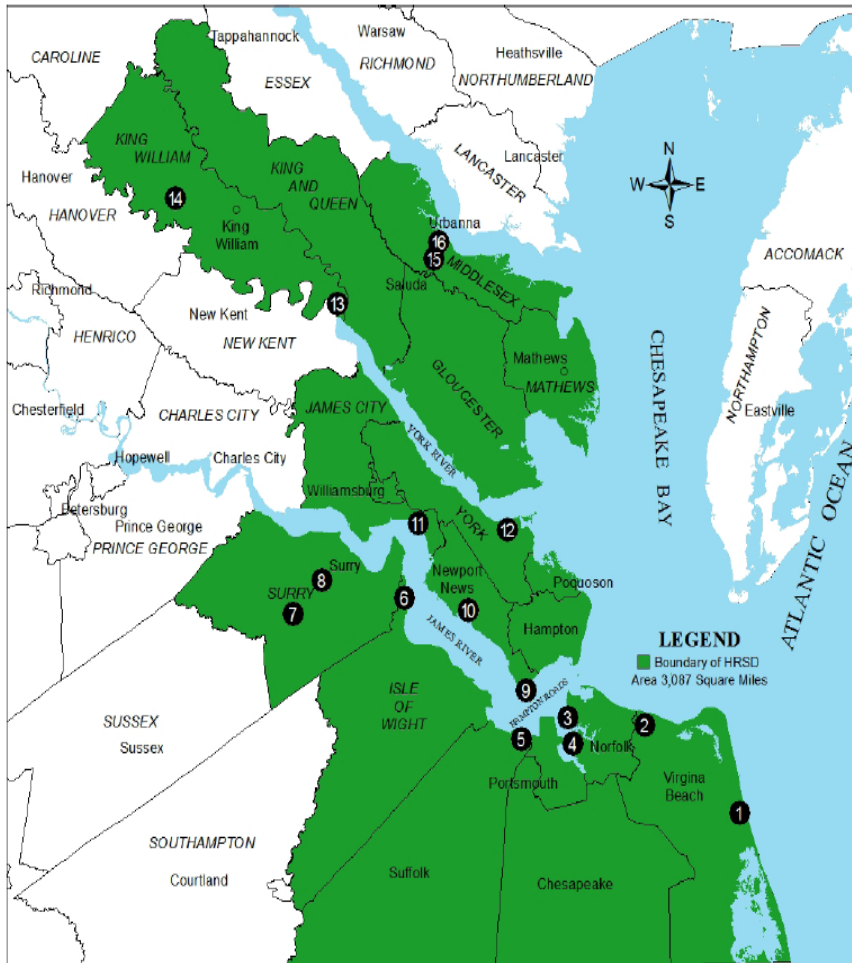 Tappahannock
Warsaw
CAROLINE
RICHMOND
Heathsville
ESSEX
NORTHUMBERLAND
KING
WILLIAM
LANCASTER
Lancaster
N
W E
S
Hanover
KING
AND
QUEEN
HANOVER
14
King
William
Urbanna
16
15
MIDDLESEX
ACCOMACK
Richmond
Saluda
13
New Kent
NEW KENT
HENRICO
Mathews
MATHEWS
GLOUCESTER
CHESAPEAKE BAY
NORTHAMPTON
Eastville
Chesterfield
CHARLES CITY
JAMES CITY
YORK RIVER
Hopewell
Charles City
Williamsburg
Petersburg
Prince George
PRINCE GEORGE
11
YORK
12
ATLANTIC OCEAN
Surry
8
SURRY
7
6
Newport
News
10
Poquoson
Hampton
JAMES RIVER
LEGEND
Boundary of HRSD
Area 3,087 Square Miles
ISLE
OF
WIGHT
9
HAMPTON ROADS
3
2
SUSSEX
Sussex
5
4
Norfolk
Portsmouth
Virgina
Beach
1
SOUTHAMPTON
Courtland
Suffolk
Chesapeake